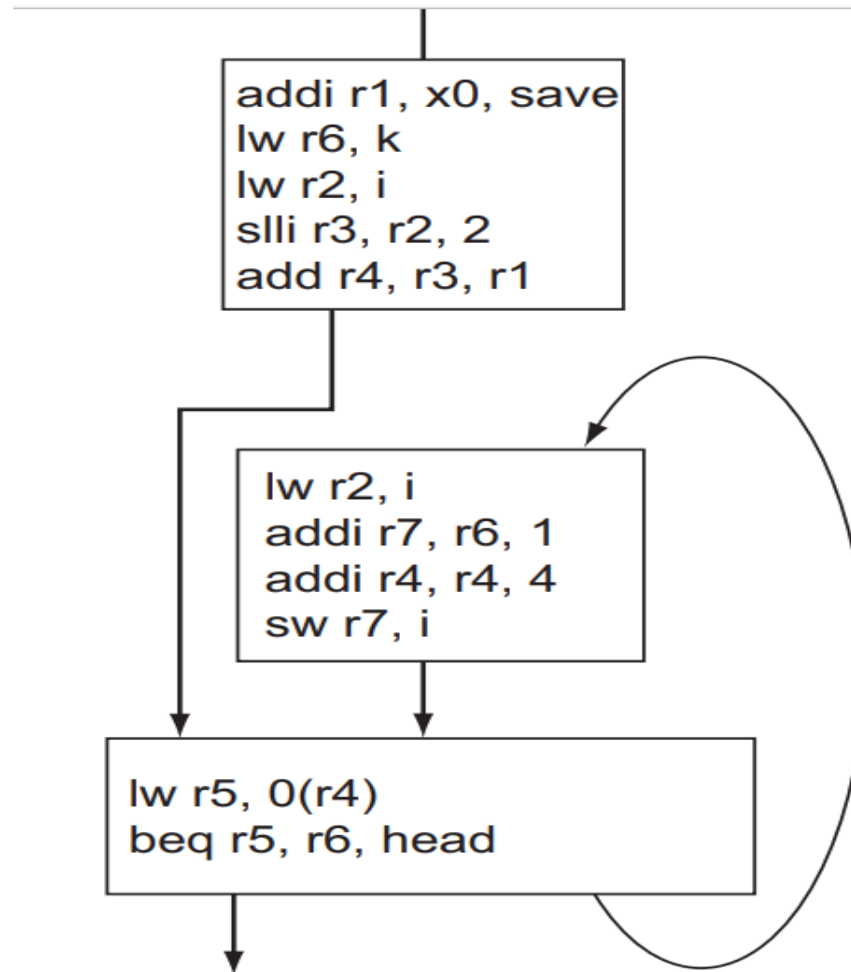 addi r1, x0, save
lw r6, k
lw r2, i
slli r3, r2, 2
add r4, r3, r1
lw r2, i
addi r7, r6, 1
addi r4, r4, 4
sw r7, i
lw r5, 0(r4)
beq r5, r6, head